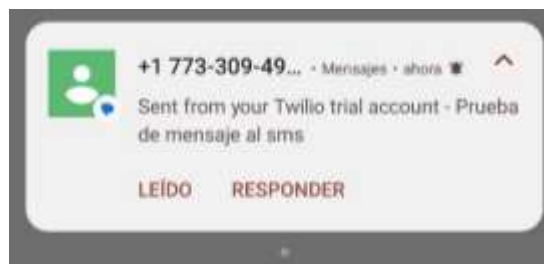 +1 773-309-49... • Mensajes • ahora
Sent from your Twilio trial account - Prueba
de mensaje al sms
LEÍDO RESPONDER